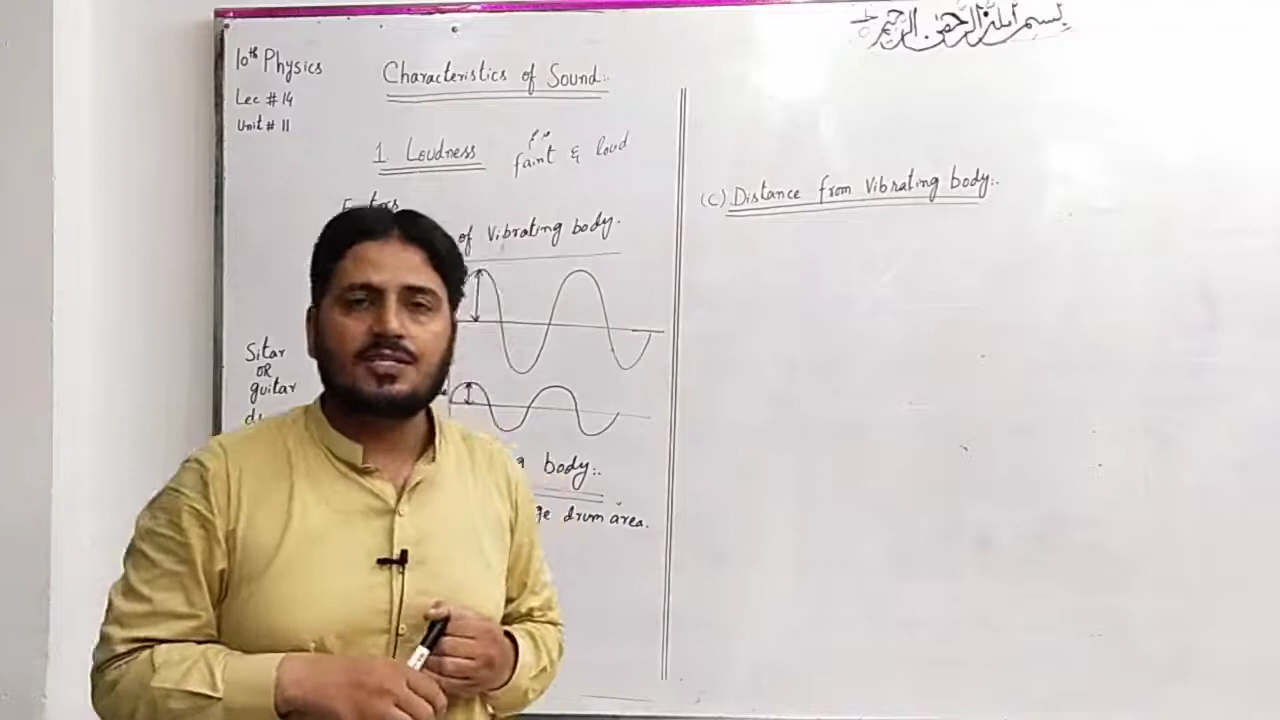 بسم اللہ الرحمٰن الرحیم
10th Physics
Lec # 14
Unit # 11
Characteristics of Sound:.
1 Loudness
faint & loud
of Vibrating body.
Sitar
OR
guitar
body:.
drum area.
(C) Distance from Vibrating body:.